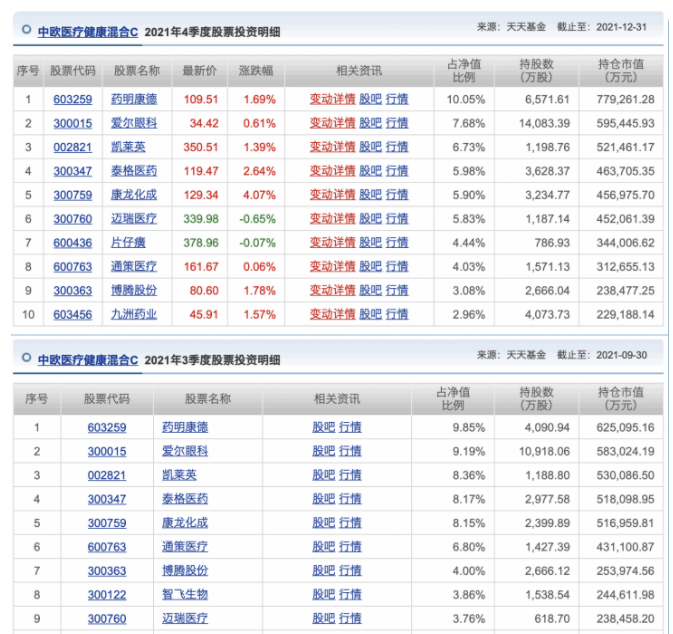 中欧医疗健康混合C 2021年4季度股票投资明细 来源：天天基金 截止至：2021-12-31
序号 股票代码 股票名称 最新价 涨跌幅 相关资讯 占净值比例 持股数（万股） 持仓市值（万元）
1 603259 药明康德 109.51 1.69% 变动详情 股吧 行情 10.05% 6,571.61 779,261.28
2 300015 爱尔眼科 34.42 0.61% 变动详情 股吧 行情 7.68% 14,083.39 595,445.93
3 002821 凯莱英 350.51 1.39% 变动详情 股吧 行情 6.73% 1,198.76 521,461.17
4 300347 泰格医药 119.47 2.64% 变动详情 股吧 行情 5.98% 3,628.37 463,705.35
5 300759 康龙化成 129.34 4.07% 变动详情 股吧 行情 5.90% 3,234.77 456,975.70
6 300760 迈瑞医疗 339.98 -0.65% 变动详情 股吧 行情 5.83% 1,187.14 452,061.39
7 600436 片仔癀 378.96 -0.07% 变动详情 股吧 行情 4.44% 786.93 344,006.62
8 600763 通策医疗 161.67 0.06% 变动详情 股吧 行情 4.03% 1,571.13 312,655.13
9 300363 博腾股份 80.60 1.78% 变动详情 股吧 行情 3.08% 2,666.04 238,477.25
10 603456 九洲药业 45.91 1.57% 变动详情 股吧 行情 2.96% 4,073.73 229,188.14
中欧医疗健康混合C 2021年3季度股票投资明细 来源：天天基金 截止至：2021-09-30
序号 股票代码 股票名称 相关资讯 占净值比例 持股数（万股） 持仓市值（万元）
1 603259 药明康德 股吧 行情 9.85% 4,090.94 625,095.16
2 300015 爱尔眼科 股吧 行情 9.19% 10,918.06 583,024.19
3 002821 凯莱英 股吧 行情 8.36% 1,188.80 530,086.50
4 300347 泰格医药 股吧 行情 8.17% 2,977.58 518,098.95
5 300759 康龙化成 股吧 行情 8.15% 2,399.89 516,959.81
6 600763 通策医疗 股吧 行情 6.80% 1,427.39 431,100.87
7 300363 博腾股份 股吧 行情 4.00% 2,666.12 253,974.56
8 300122 智飞生物 股吧 行情 3.86% 1,538.54 244,611.98
9 300760 迈瑞医疗 股吧 行情 3.76% 618.70 238,458.20